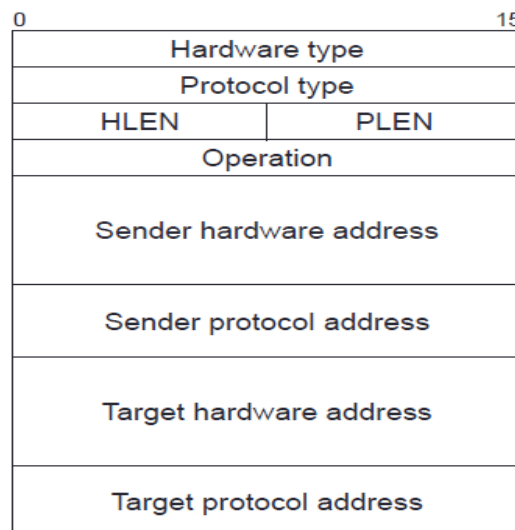 0 15
Hardware type
Protocol type
HLEN PLEN
Operation
Sender hardware address
Sender protocol address
Target hardware address
Target protocol address